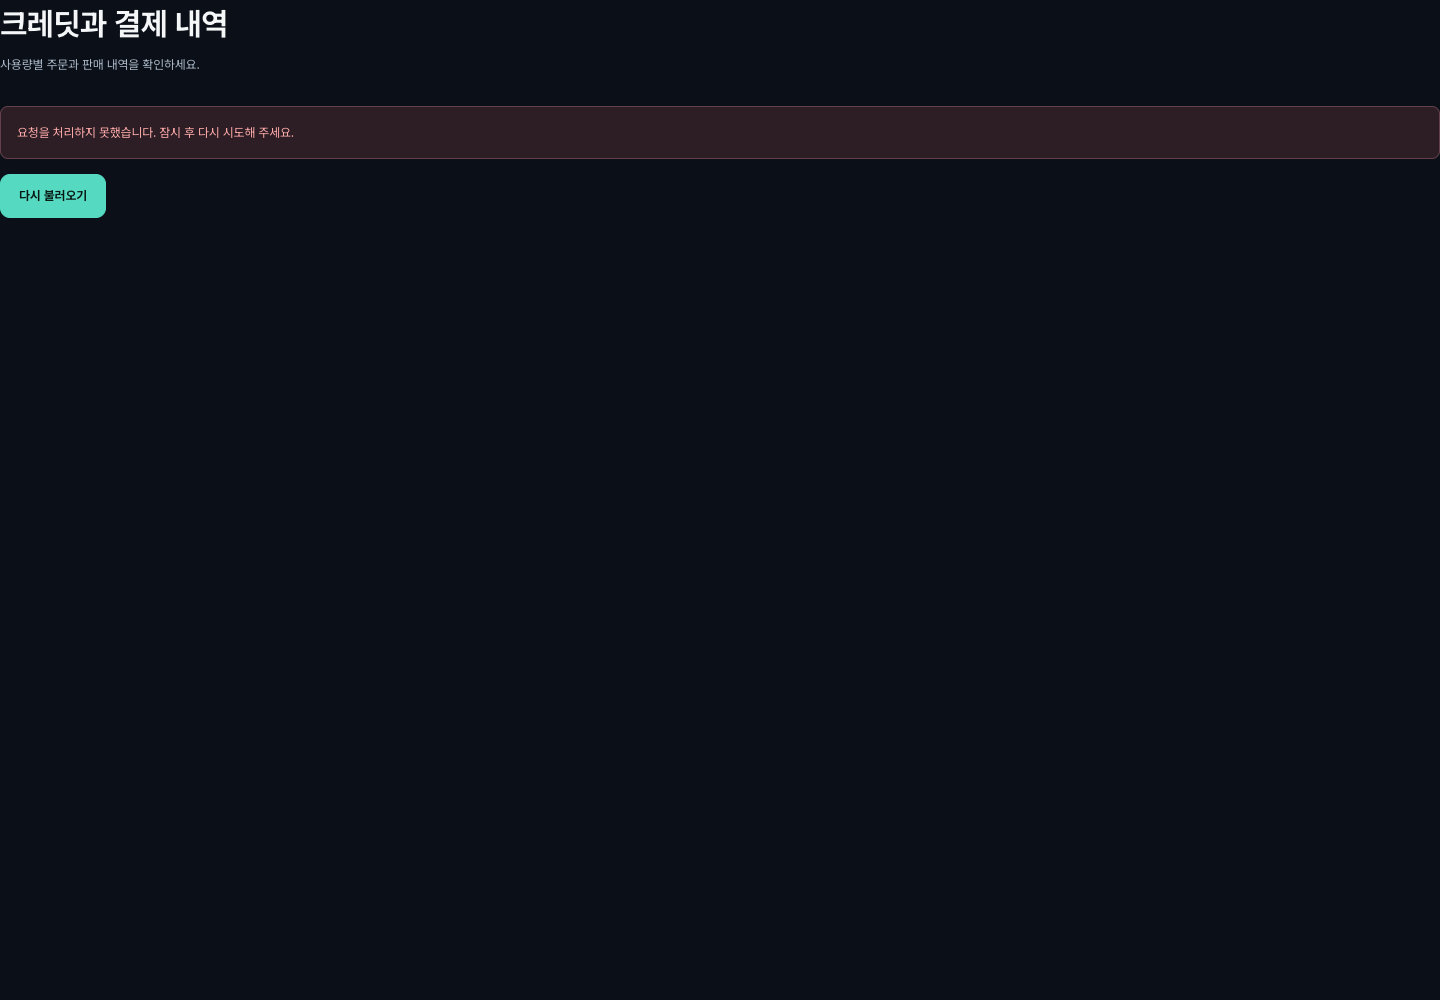 크레딧과 결제 내역
사용량별 주문과 판매 내역을 확인하세요.
요청을 처리하지 못했습니다. 잠시 후 다시 시도해 주세요.
다시 불러오기